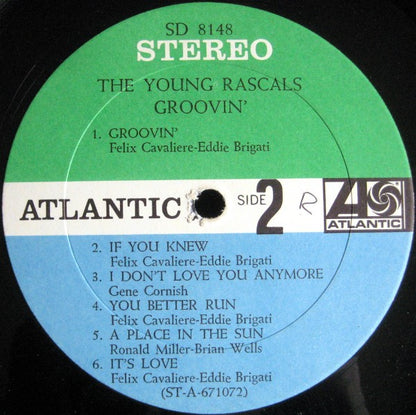 SD 8148
STEREO
THE YOUNG RASCALS
GROOVIN'
1. GROOVIN'
Felix Cavaliere-Eddie Brigati
ATLANTIC SIDE 2 R ATLANTIC
2. IF YOU KNEW
Felix Cavaliere-Eddie Brigati
3. I DON'T LOVE YOU ANYMORE
Gene Cornish
4. YOU BETTER RUN
Felix Cavaliere-Eddie Brigati
5. A PLACE IN THE SUN
Ronald Miller-Brian Wells
6. IT'S LOVE
Felix Cavaliere-Eddie Brigati
(ST-A-671072)